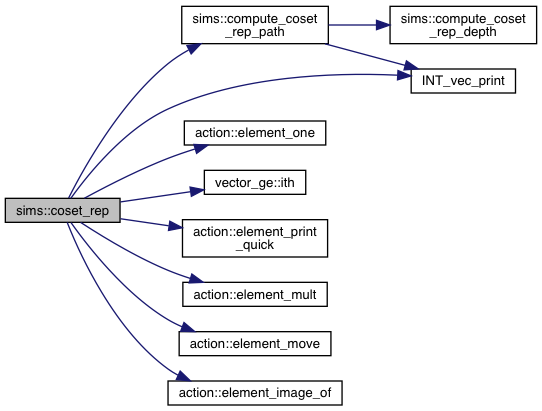 sims::compute_coset
_rep_path
sims::compute_coset
_rep_depth
INT_vec_print
action::element_one
vector_ge::ith
sims::coset_rep
action::element_print
_quick
action::element_mult
action::element_move
action::element_image_of